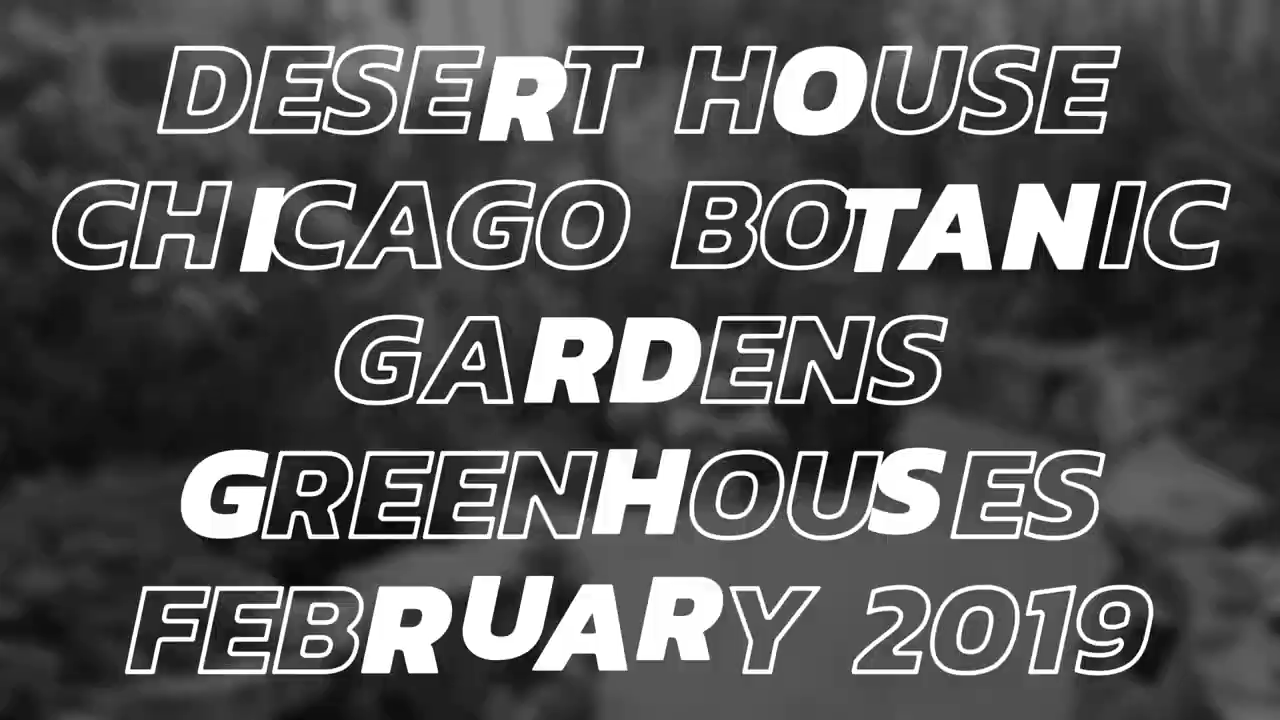 DESERT HOUSE
CHICAGO BOTANIC
GARDENS
GREENHOUSES
FEBRUARY 2019